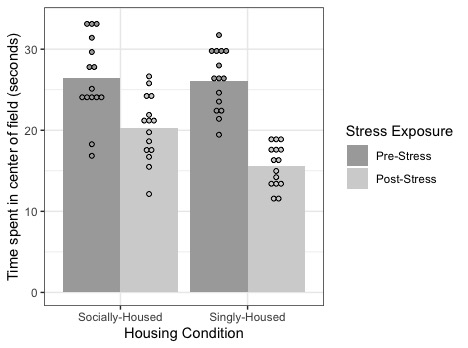 Time spent in center of field (seconds)
30
20
10
0
Socially-Housed
Singly-Housed
Housing Condition
Stress Exposure
Pre-Stress
Post-Stress